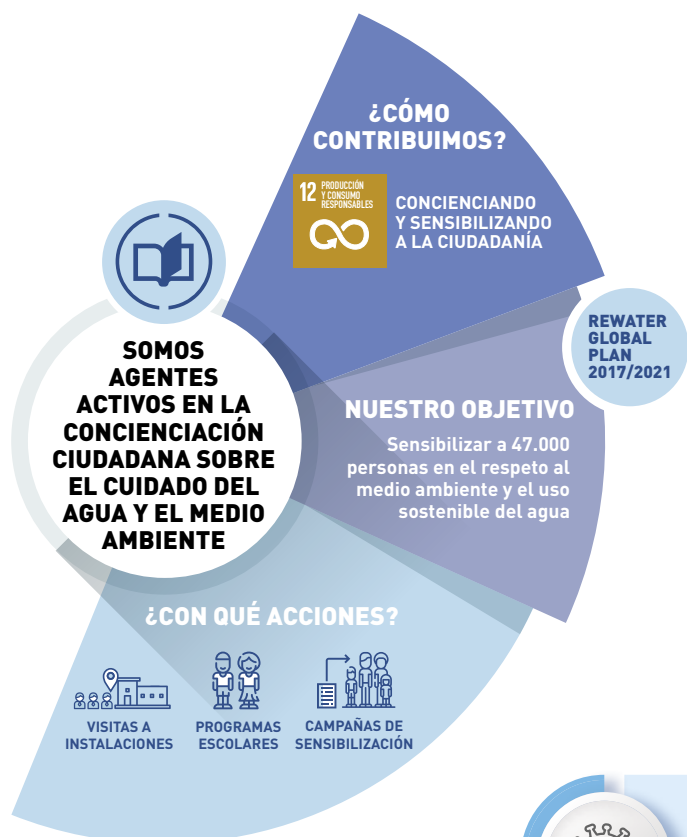 ¿CÓMO
CONTRIBUIMOS?
12 PRODUCCIÓN
Y CONSUMO
RESPONSABLES
CONCIENCIANDO
Y SENSIBILIZANDO
A LA CIUDADANÍA
REWATER
GLOBAL
PLAN
2017/2021
SOMOS
AGENTES
ACTIVOS EN LA
CONCIENCIACIÓN
CIUDADANA SOBRE
EL CUIDADO DEL
AGUA Y EL MEDIO
AMBIENTE
NUESTRO OBJETIVO
Sensibilizar a 47.000
personas en el respeto al
medio ambiente y el uso
sostenible del agua
¿CON QUÉ ACCIONES?
VISITAS A
INSTALACIONES
PROGRAMAS
ESCOLARES
CAMPAÑAS DE
SENSIBILIZACIÓN